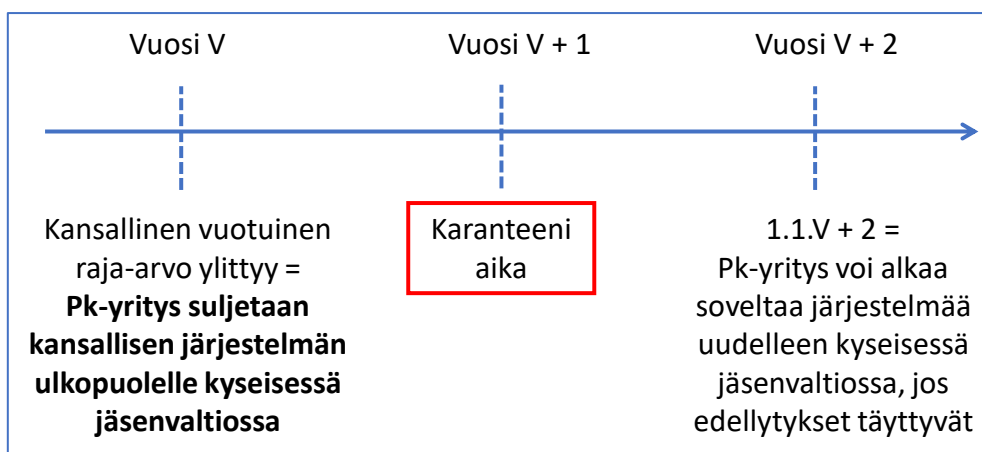 Vuosi V
Vuosi V + 1
Vuosi V + 2
Kansallinen vuotuinen
raja-arvo ylittyy =
Pk-yritys suljetaan
kansallisen järjestelmän
ulkopuolelle kyseisessä
jäsenvaltiossa
Karanteeni
aika
1.1.V + 2 =
Pk-yritys voi alkaa
soveltaa järjestelmää
uudelleen kyseisessä
jäsenvaltiossa, jos
edellytykset täyttyvät